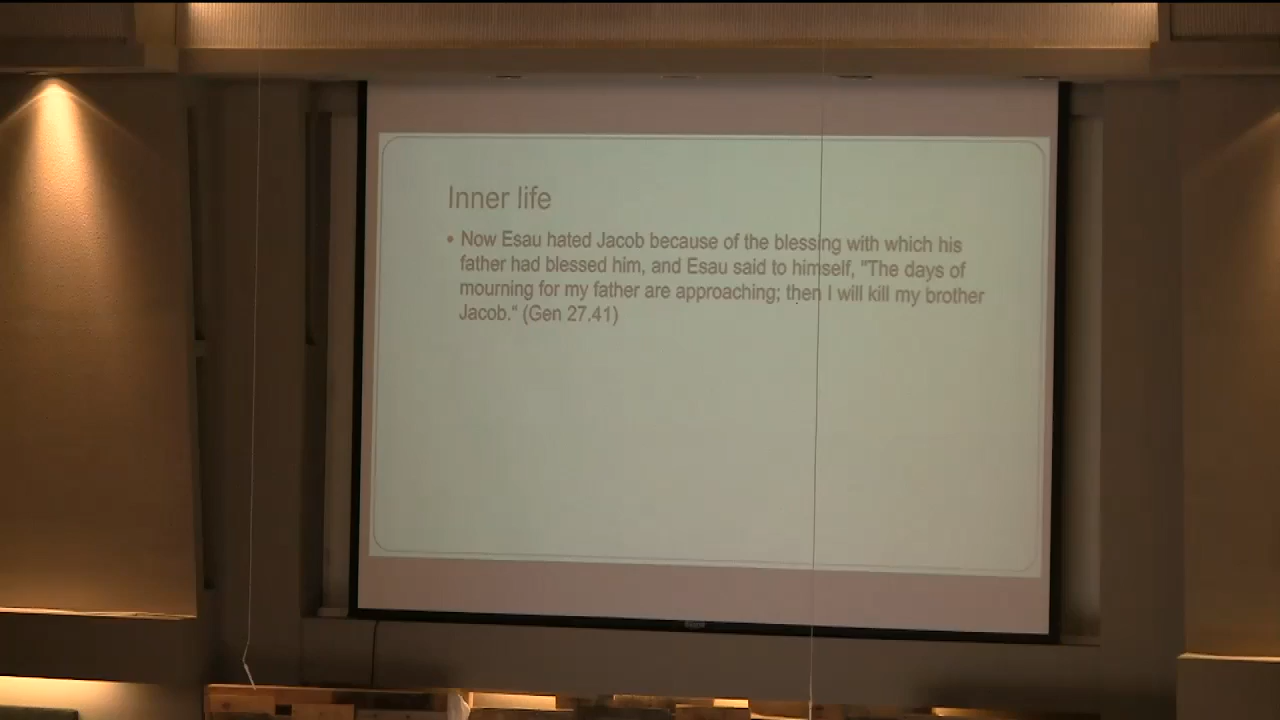 Inner life
• Now Esau hated Jacob because of the blessing with which his
father had blessed him, and Esau said to himself, "The days of
mourning for my father are approaching; then I will kill my brother
Jacob." (Gen 27.41)